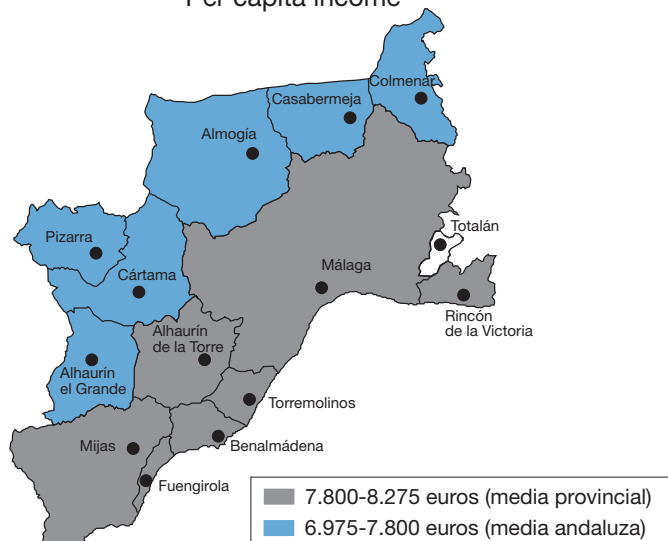 Per capita income
Colmenar
Casabermeja
Almogía
Totalán
Pizarra
Málaga
Cártama
Rincón
de la Victoria
Alhaurín
de la Torre
Alhaurín
el Grande
Torremolinos
Mijas
Benalmádena
Fuengirola
7.800-8.275 euros (media provincial)
6.975-7.800 euros (media andaluza)